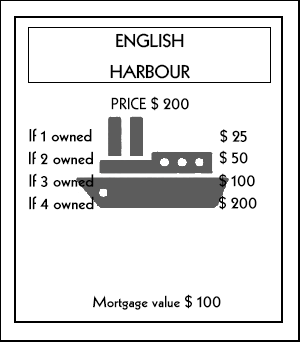 ENGLISH
HARBOUR
PRICE $ 200
If 1 owned $ 25
If 2 owned $ 50
If 3 owned $ 100
If 4 owned $ 200
Mortgage value $ 100